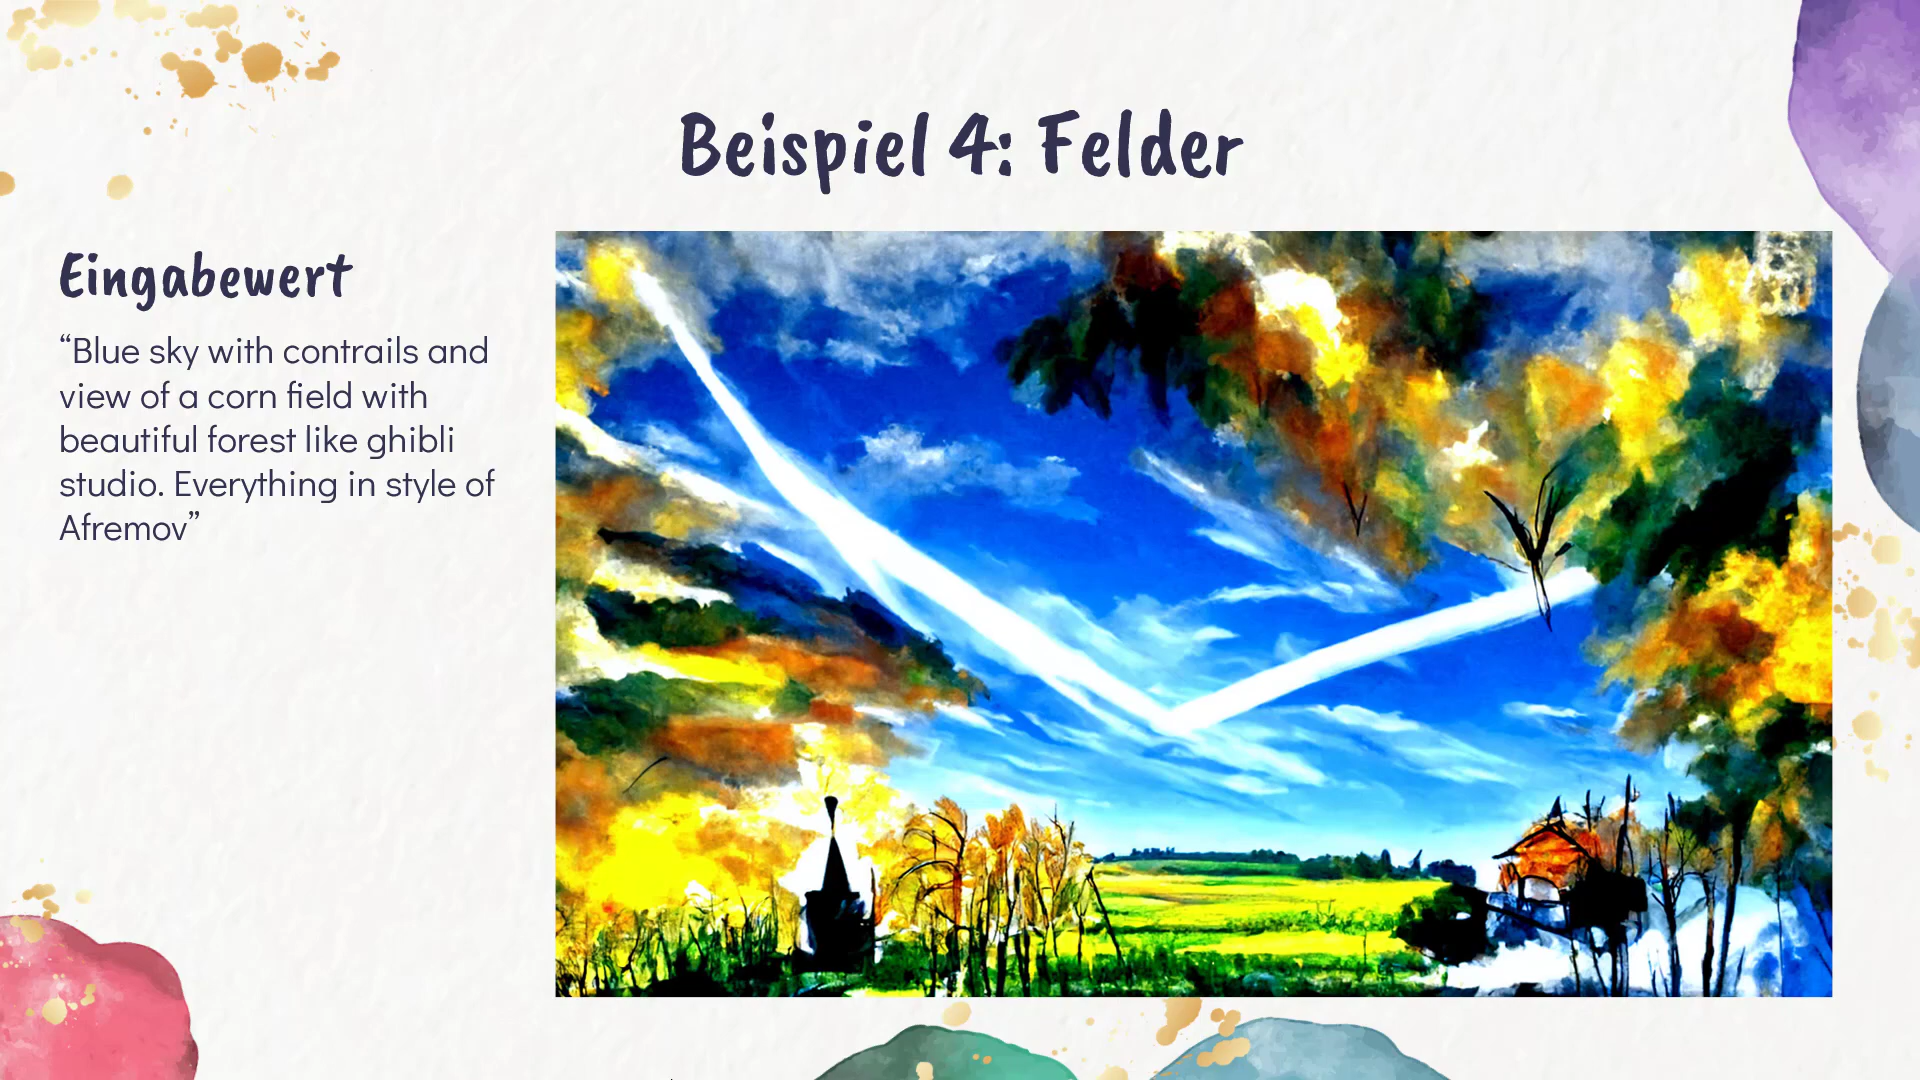 Beispiel 4: Felder
Eingabewert
“Blue sky with contrails and
view of a corn field with
beautiful forest like ghibli
studio. Everything in style of
Afremov”